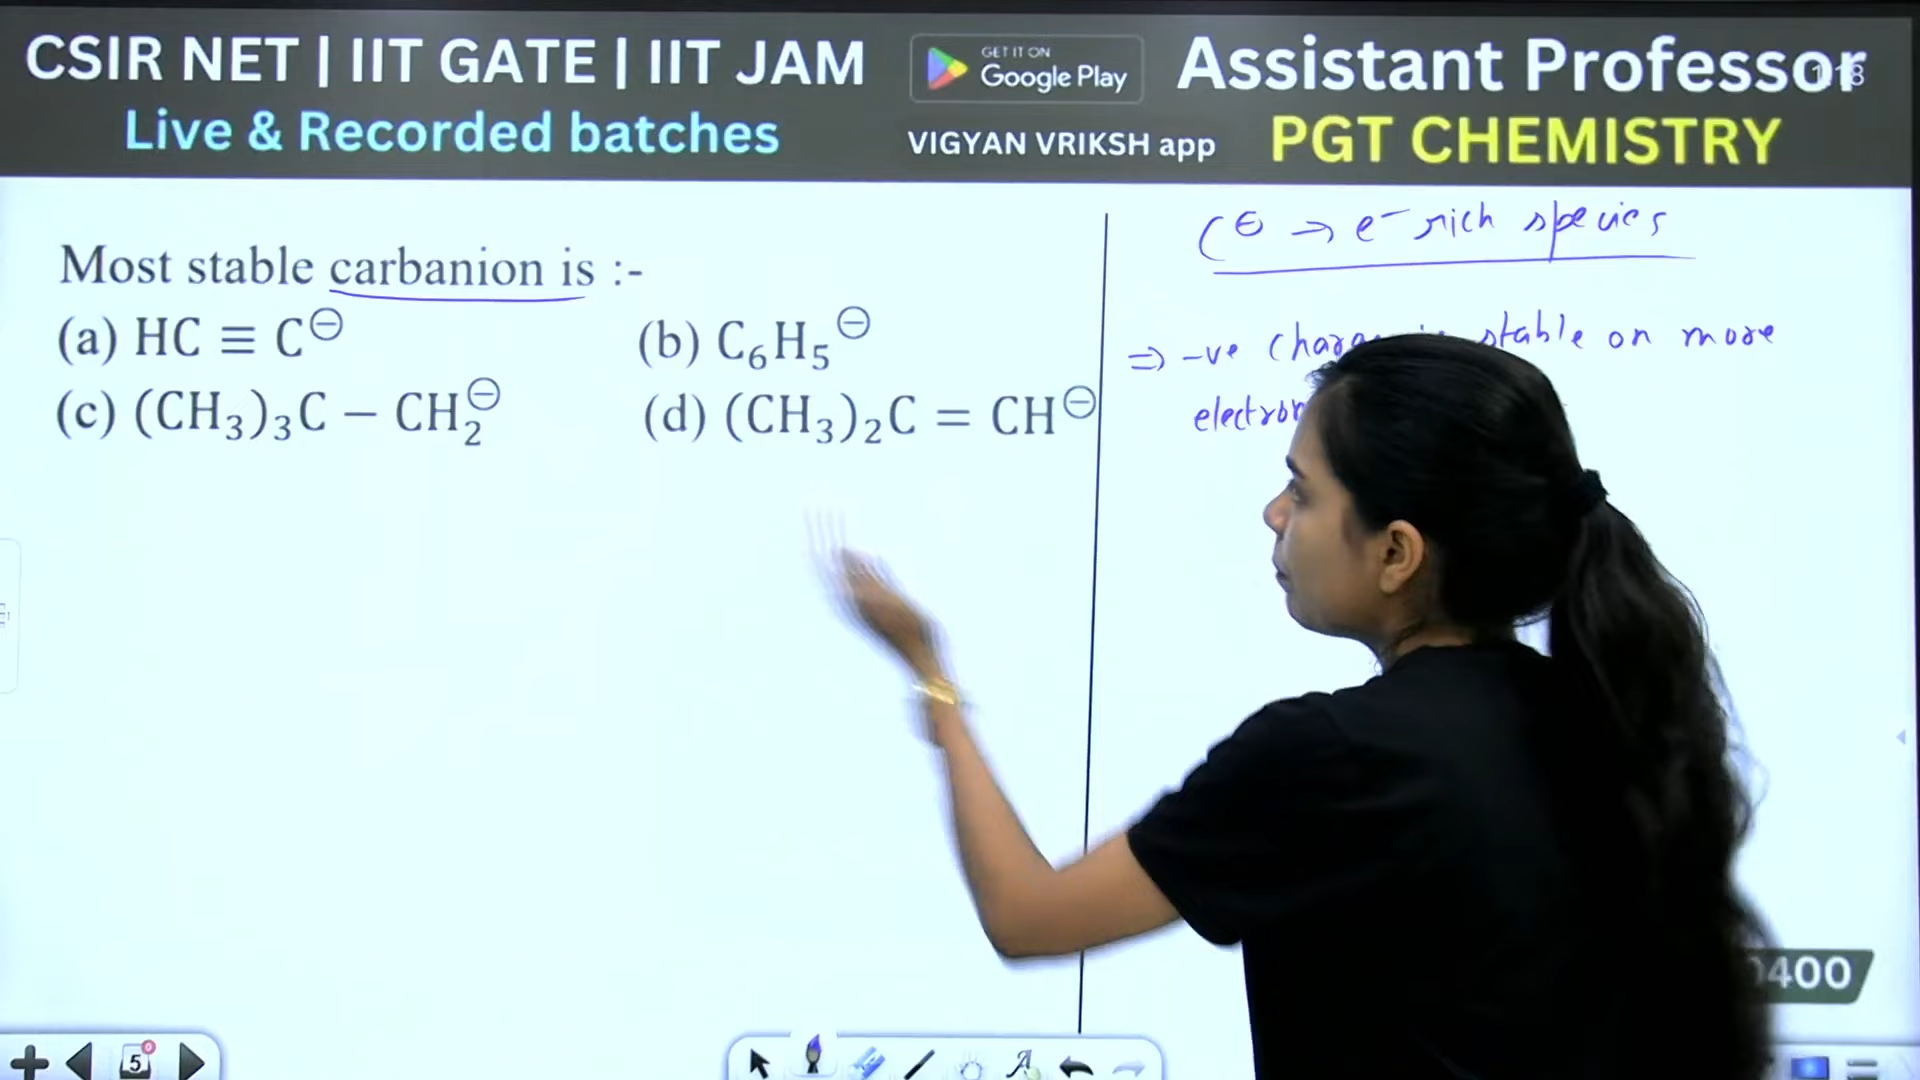 CSIR NET | IIT GATE | IIT JAM
Live & Recorded batches
GET IT ON
Google Play
VIGYAN VRIKSH app
Assistant Professor
PGT CHEMISTRY
Most stable carbanion is :-
(a) HC ≡ C⊖
(b) C₆H₅⊖
(c) (CH₃)₃C − CH₂⊖
(d) (CH₃)₂C = CH⊖
C⊖ ⇒ e⁻ rich species
⇒ -ve stable on more
400
5